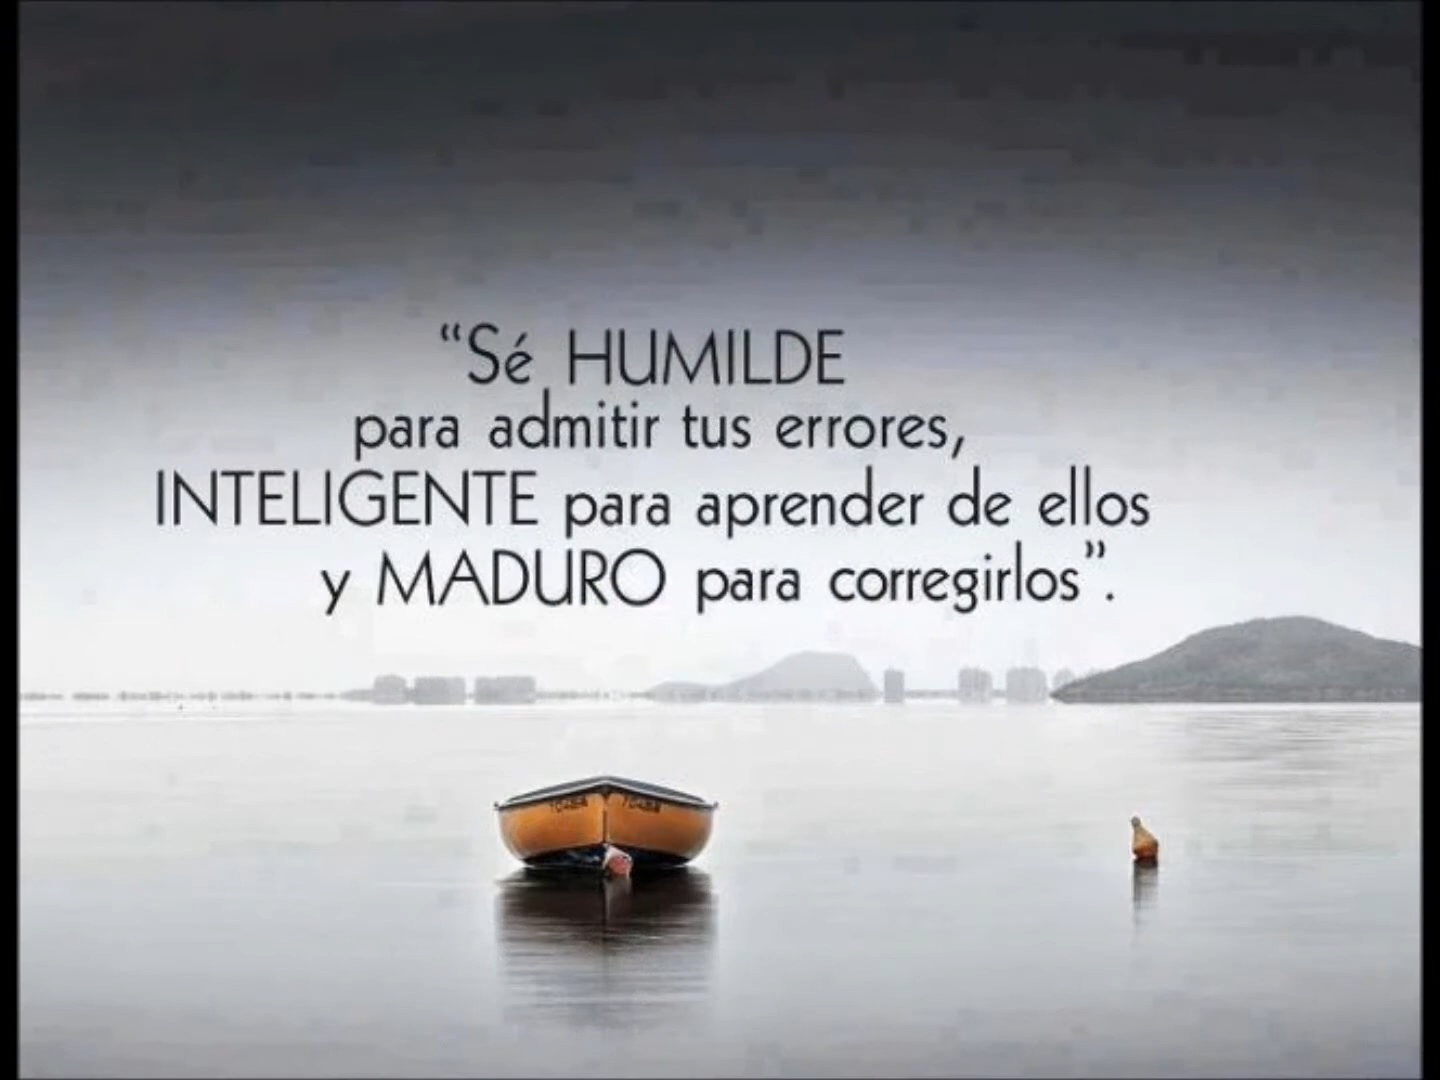 “Sé HUMILDE
para admitir tus errores,
INTELIGENTE para aprender de ellos
y MADURO para corregirlos”.